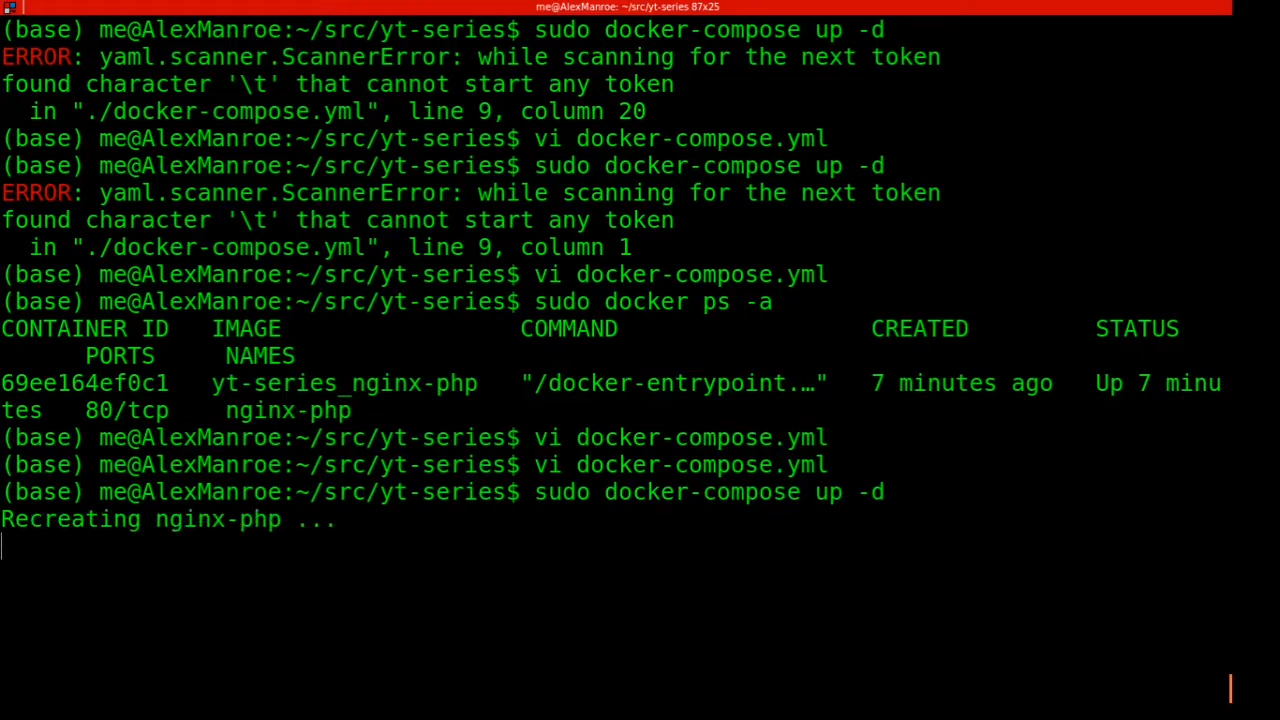 me@AlexManroe: ~/src/yt-series 87x25
(base) me@AlexManroe:~/src/yt-series$ sudo docker-compose up -d
ERROR: yaml.scanner.ScannerError: while scanning for the next token
found character '\t' that cannot start any token
  in "./docker-compose.yml", line 9, column 20
(base) me@AlexManroe:~/src/yt-series$ vi docker-compose.yml
(base) me@AlexManroe:~/src/yt-series$ sudo docker-compose up -d
ERROR: yaml.scanner.ScannerError: while scanning for the next token
found character '\t' that cannot start any token
  in "./docker-compose.yml", line 9, column 1
(base) me@AlexManroe:~/src/yt-series$ vi docker-compose.yml
(base) me@AlexManroe:~/src/yt-series$ sudo docker ps -a
CONTAINER ID   IMAGE                 COMMAND                  CREATED         STATUS
      PORTS     NAMES
69ee164ef0c1   yt-series_nginx-php   "/docker-entrypoint.…"   7 minutes ago   Up 7 minu
tes   80/tcp    nginx-php
(base) me@AlexManroe:~/src/yt-series$ vi docker-compose.yml
(base) me@AlexManroe:~/src/yt-series$ vi docker-compose.yml
(base) me@AlexManroe:~/src/yt-series$ sudo docker-compose up -d
Recreating nginx-php ...